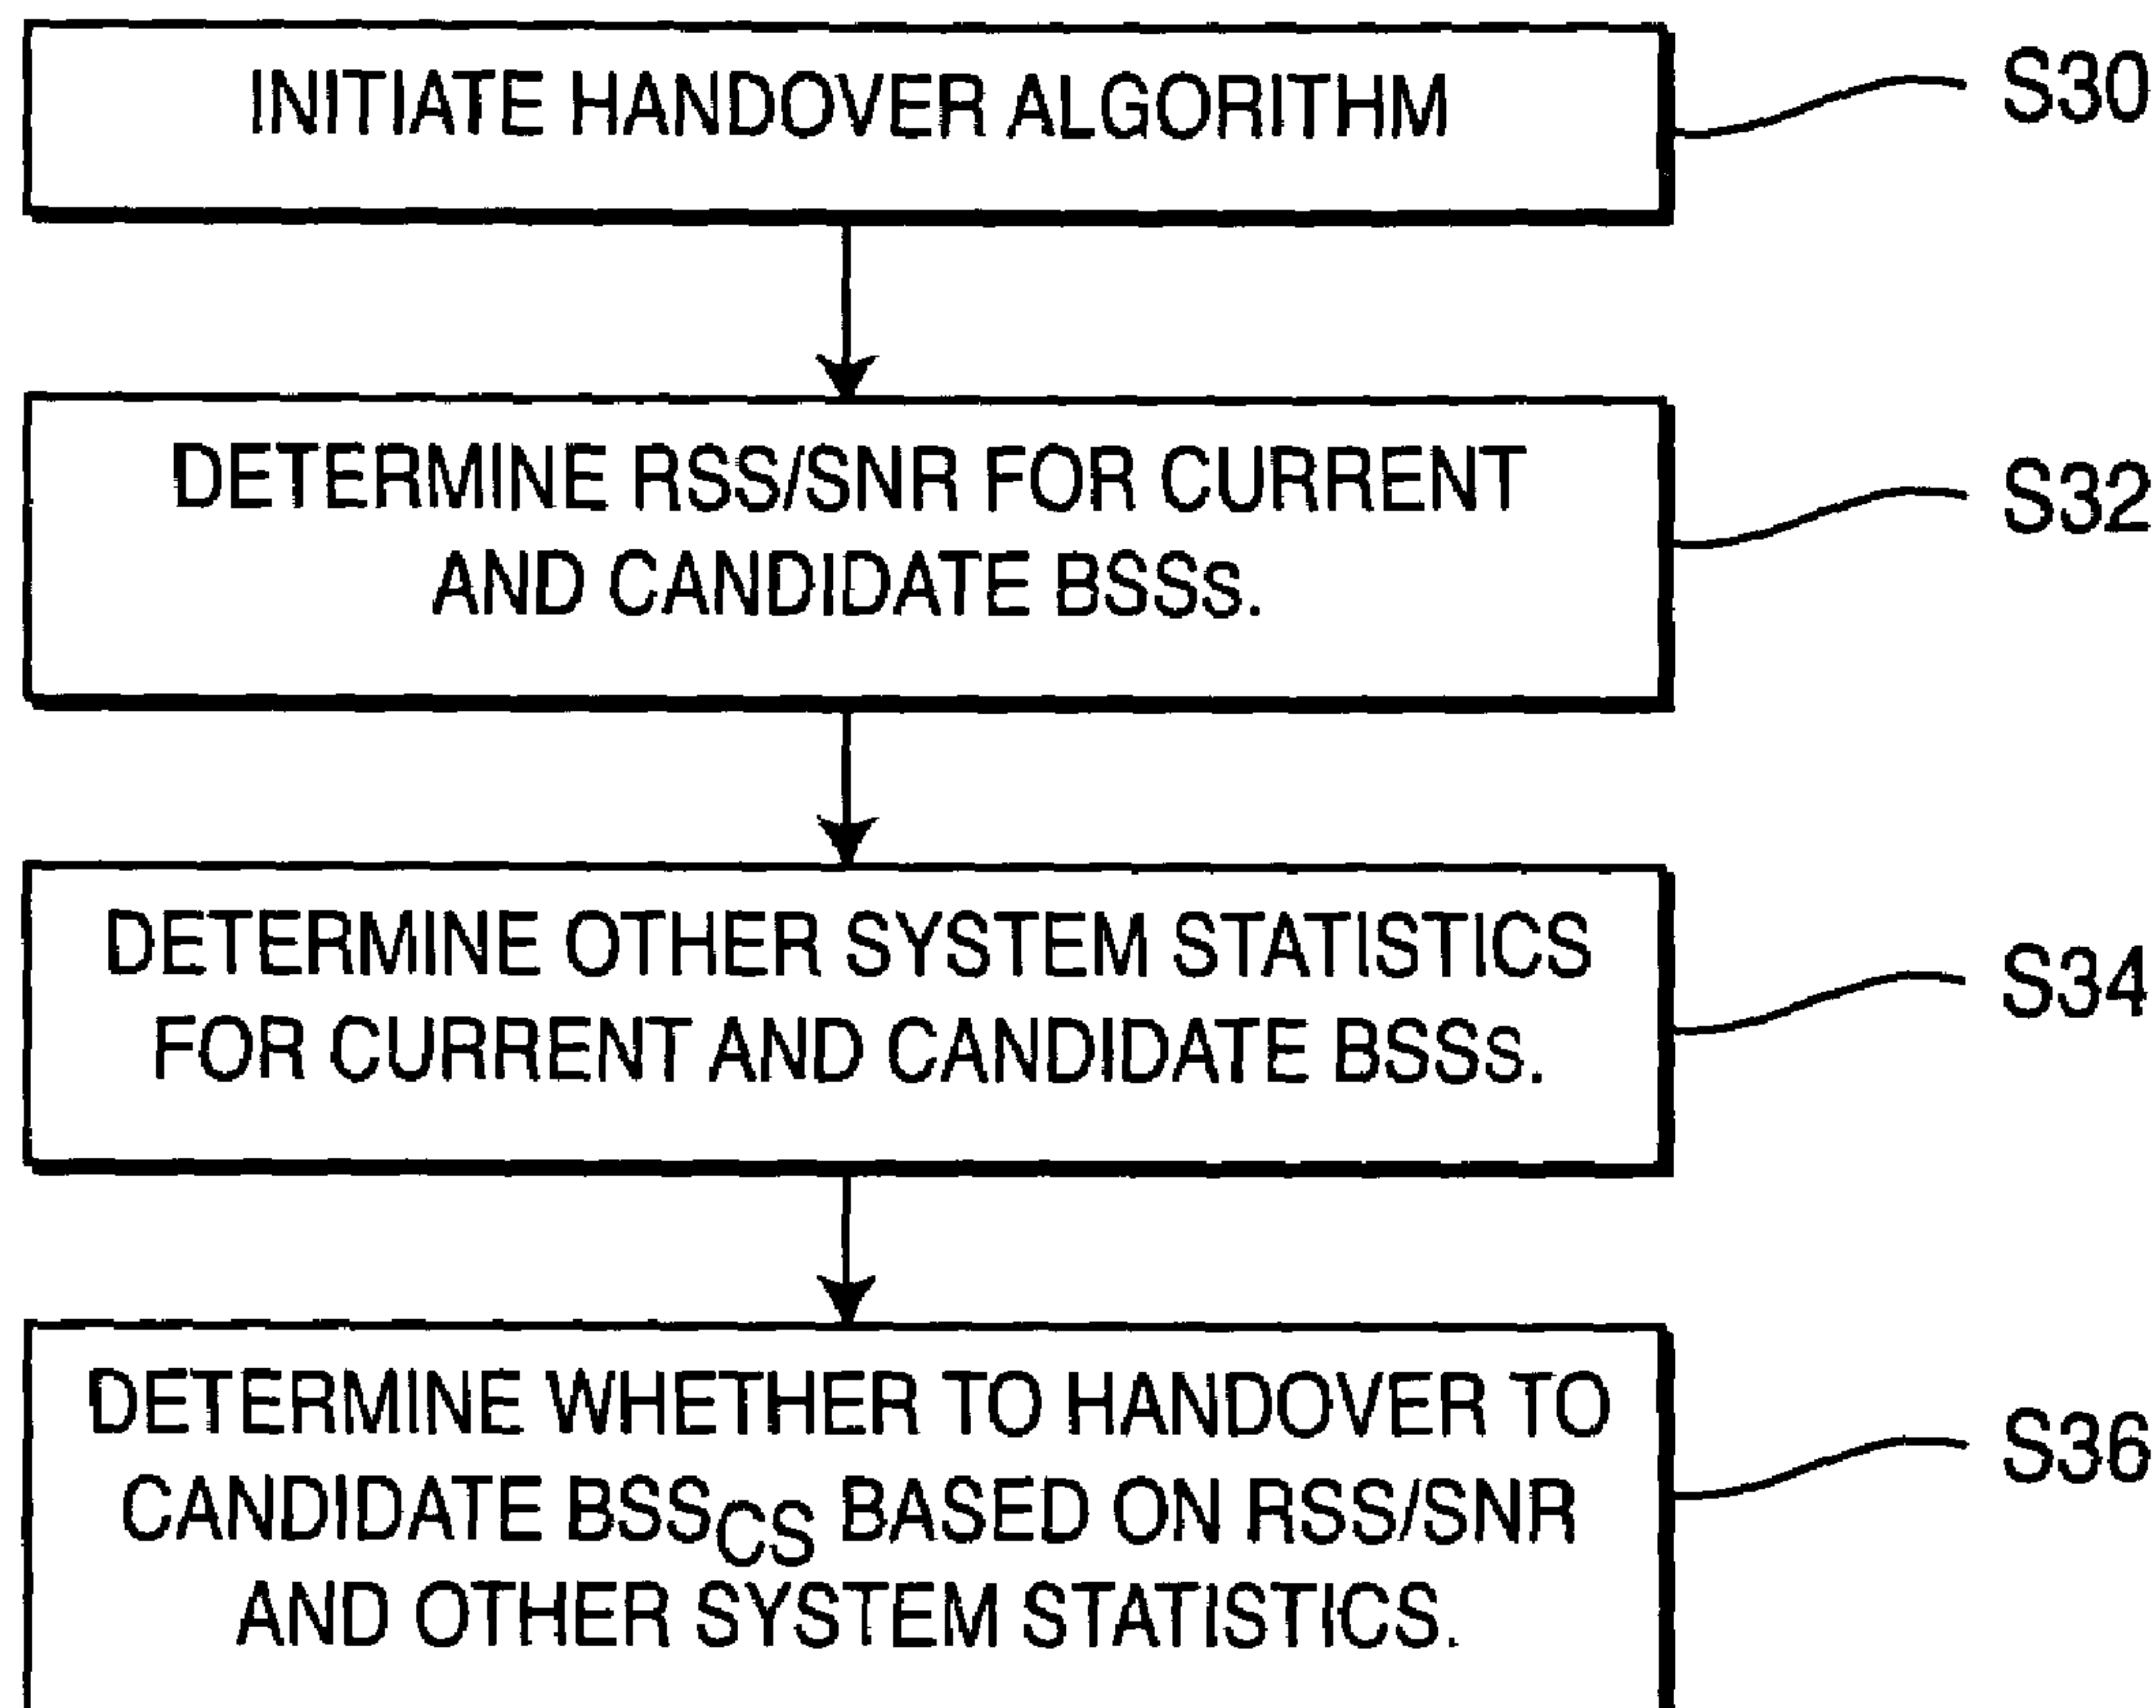 INITIATE HANDOVER ALGORITHM
S30
DETERMINE RSS/SNR FOR CURRENT
AND CANDIDATE BSSs.
S32
DETERMINE OTHER SYSTEM STATISTICS
FOR CURRENT AND CANDIDATE BSSs.
S34
DETERMINE WHETHER TO HANDOVER TO
CANDIDATE BSSCS BASED ON RSS/SNR
AND OTHER SYSTEM STATISTICS.
S36